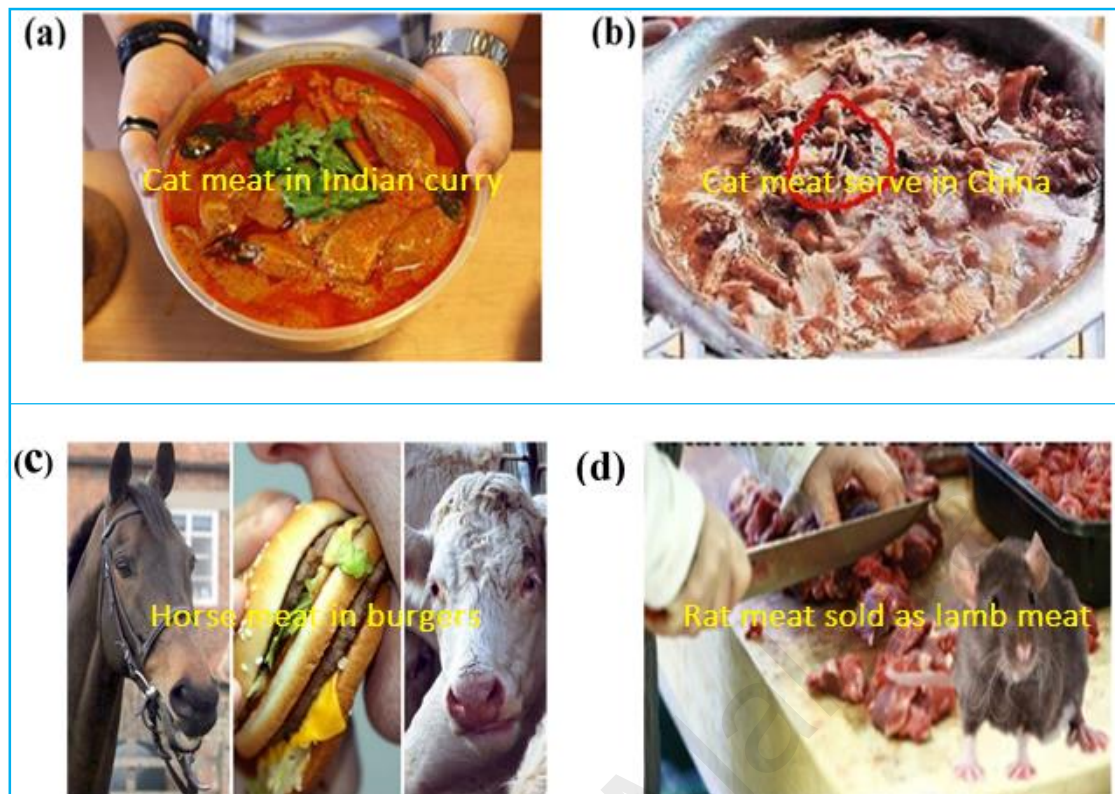 (a)
Cat meat in Indian curry
(b)
Cat meat serve in China
(c)
Horse meat in burgers
(d)
Rat meat sold as lamb meat